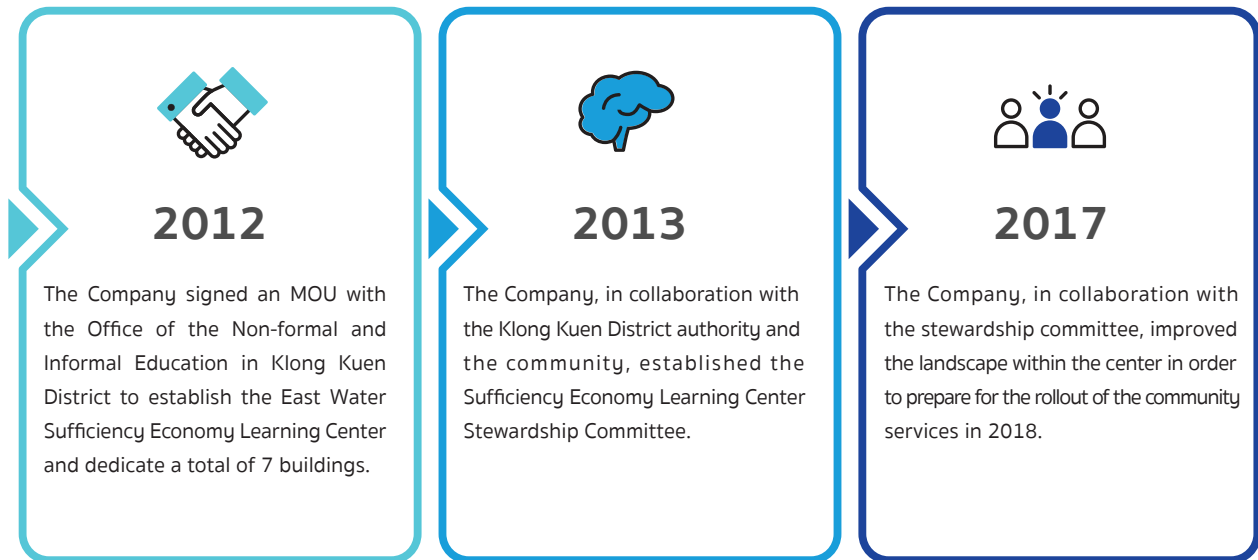 2012
The Company signed an MOU with
the Office of the Non-formal and
Informal Education in Klong Kuen
District to establish the East Water
Sufficiency Economy Learning Center
and dedicate a total of 7 buildings.
2013
The Company, in collaboration with
the Klong Kuen District authority and
the community, established the
Sufficiency Economy Learning Center
Stewardship Committee.
2017
The Company, in collaboration with
the stewardship committee, improved
the landscape within the center in order
to prepare for the rollout of the community
services in 2018.